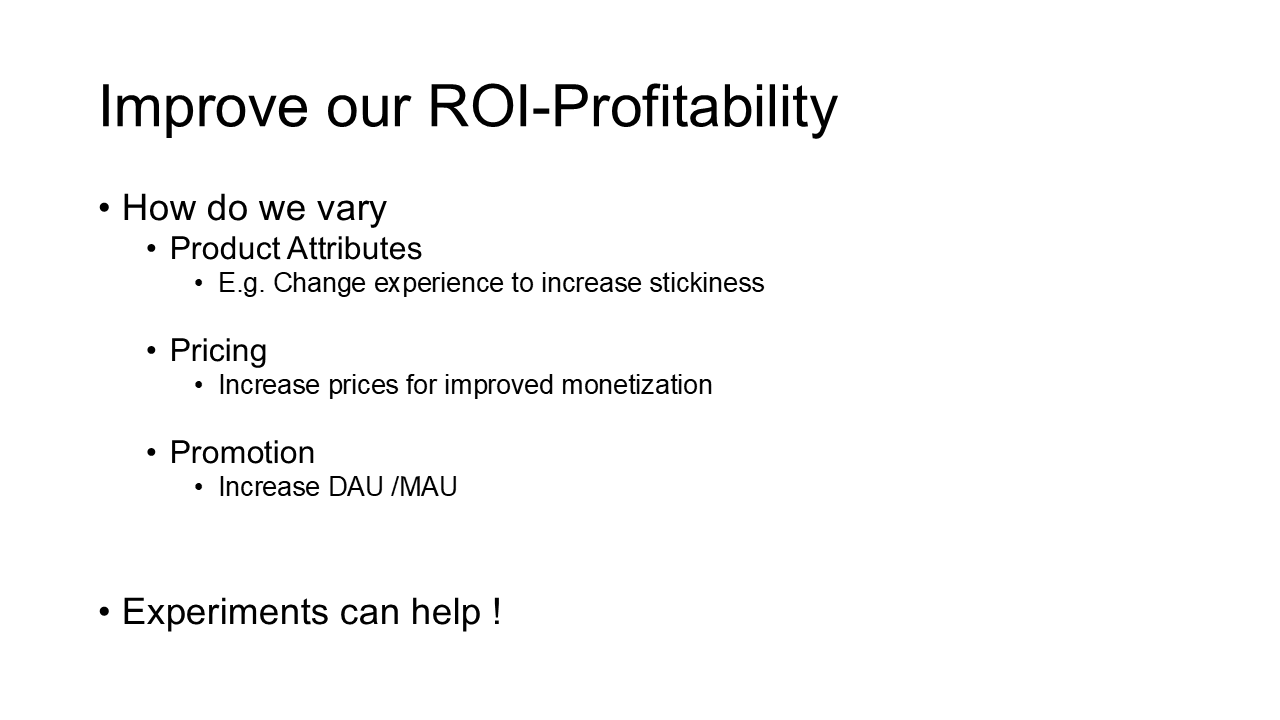 Improve our ROI-Profitability
• How do we vary
• Product Attributes
• E.g. Change experience to increase stickiness
• Pricing
• Increase prices for improved monetization
• Promotion
• Increase DAU /MAU
• Experiments can help !